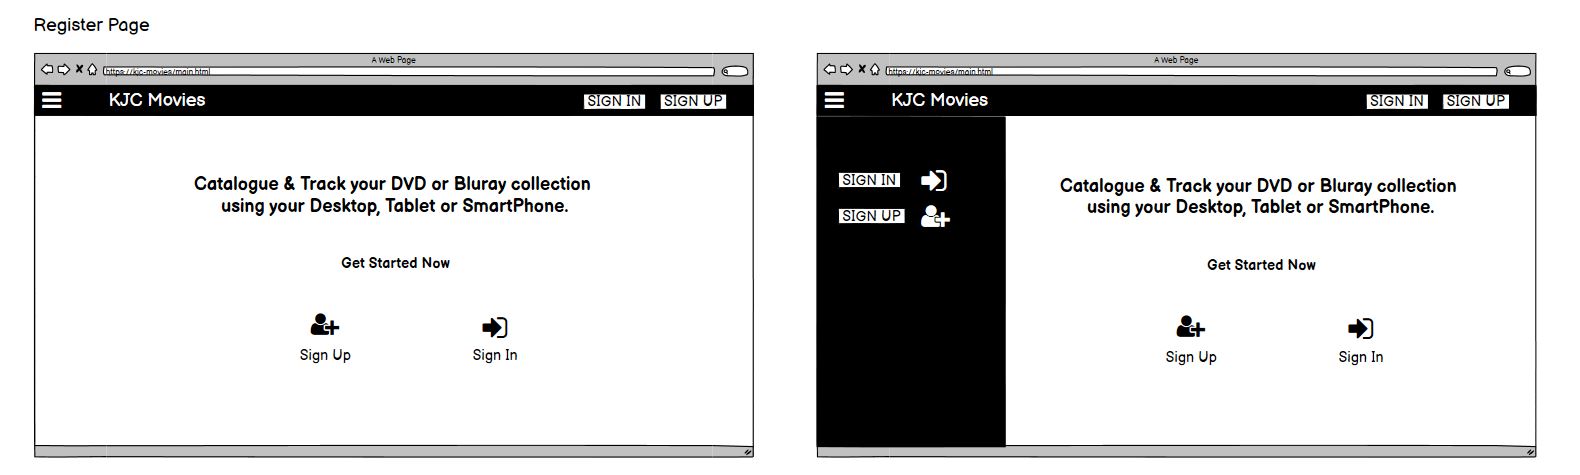 Register Page
A Web Page
https://kjc-movies/main.html
KJC Movies
SIGN IN
SIGN UP
Catalogue & Track your DVD or Bluray collection
using your Desktop, Tablet or SmartPhone.
Get Started Now
Sign Up
Sign In
A Web Page
https://kjc-movies/main.html
KJC Movies
SIGN IN
SIGN UP
SIGN IN
SIGN UP
Catalogue & Track your DVD or Bluray collection
using your Desktop, Tablet or SmartPhone.
Get Started Now
Sign Up
Sign In